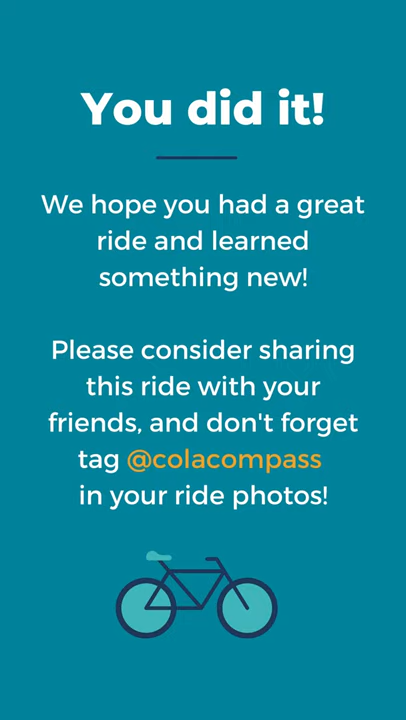 You did it!
We hope you had a great
ride and learned
something new!
Please consider sharing
this ride with your
friends, and don't forget
tag @colacompass
in your ride photos!